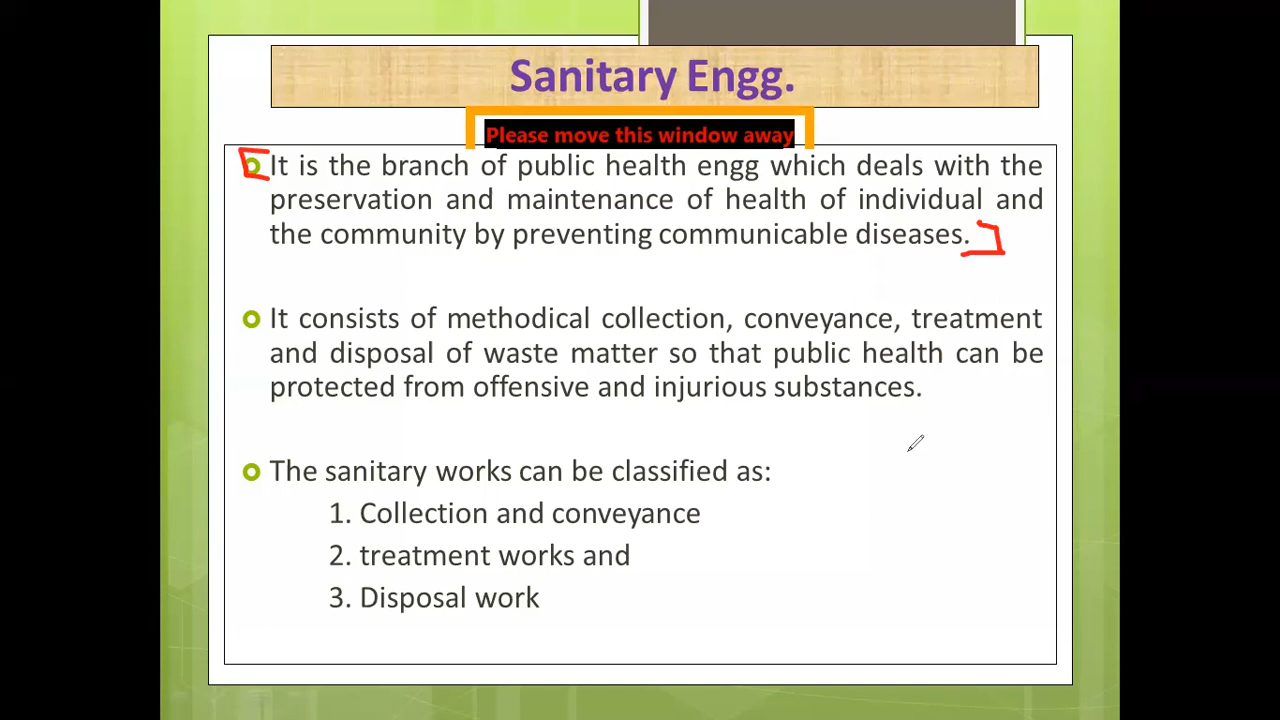 Sanitary Engg.
Please move this window away
It is the branch of public health engg which deals with the
preservation and maintenance of health of individual and
the community by preventing communicable diseases.
It consists of methodical collection, conveyance, treatment
and disposal of waste matter so that public health can be
protected from offensive and injurious substances.
The sanitary works can be classified as:
1. Collection and conveyance
2. treatment works and
3. Disposal work